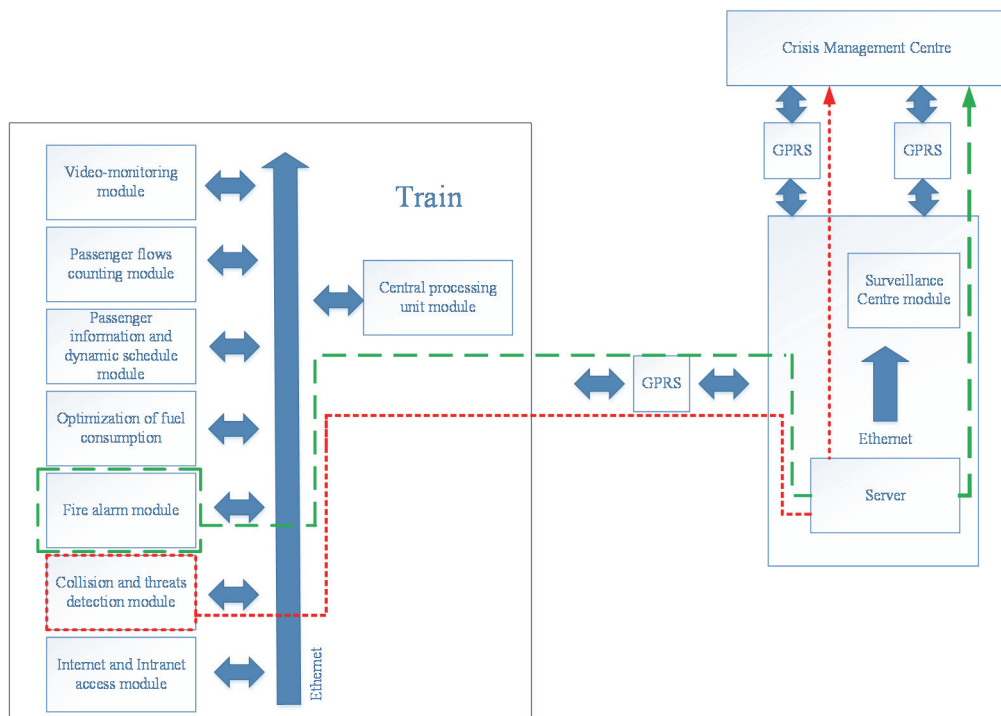 Crisis Management Centre
GPRS
GPRS
Video-monitoring
module
Train
Passenger flows
counting module
Central processing
unit module
Surveillance
Centre module
Passenger
information and
dynamic schedule
module
GPRS
Optimization of fuel
consumption
Ethernet
Fire alarm module
Server
Collision and threats
detection module
Internet and Intranet
access module
Ethernet